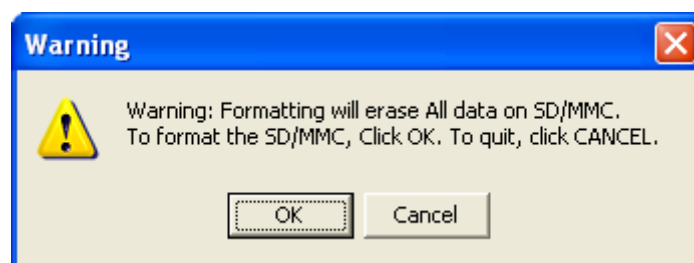 Warning
Warning: Formatting will erase All data on SD/MMC.
To format the SD/MMC, Click OK. To quit, click CANCEL.
OK Cancel